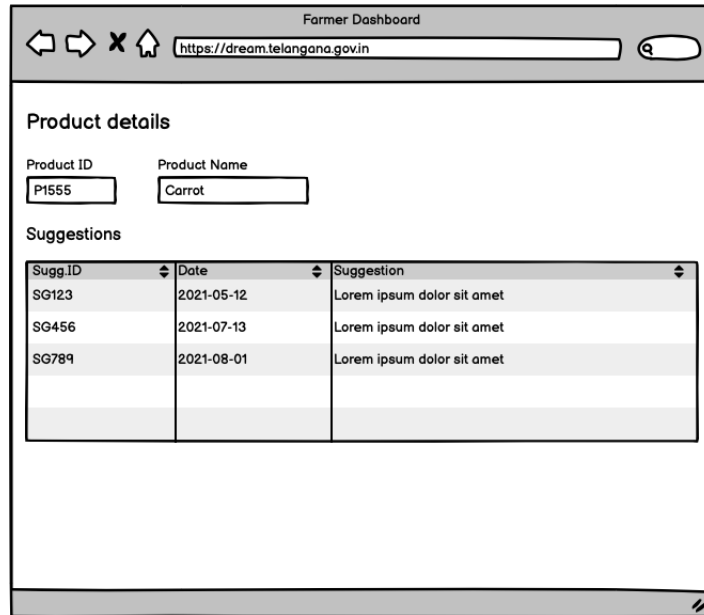 Farmer Dashboard
https://dream.telangana.gov.in
Product details
Product ID Product Name
P1555 Carrot
Suggestions
Sugg.ID Date Suggestion
SG123 2021-05-12 Lorem ipsum dolor sit amet
SG456 2021-07-13 Lorem ipsum dolor sit amet
SG789 2021-08-01 Lorem ipsum dolor sit amet